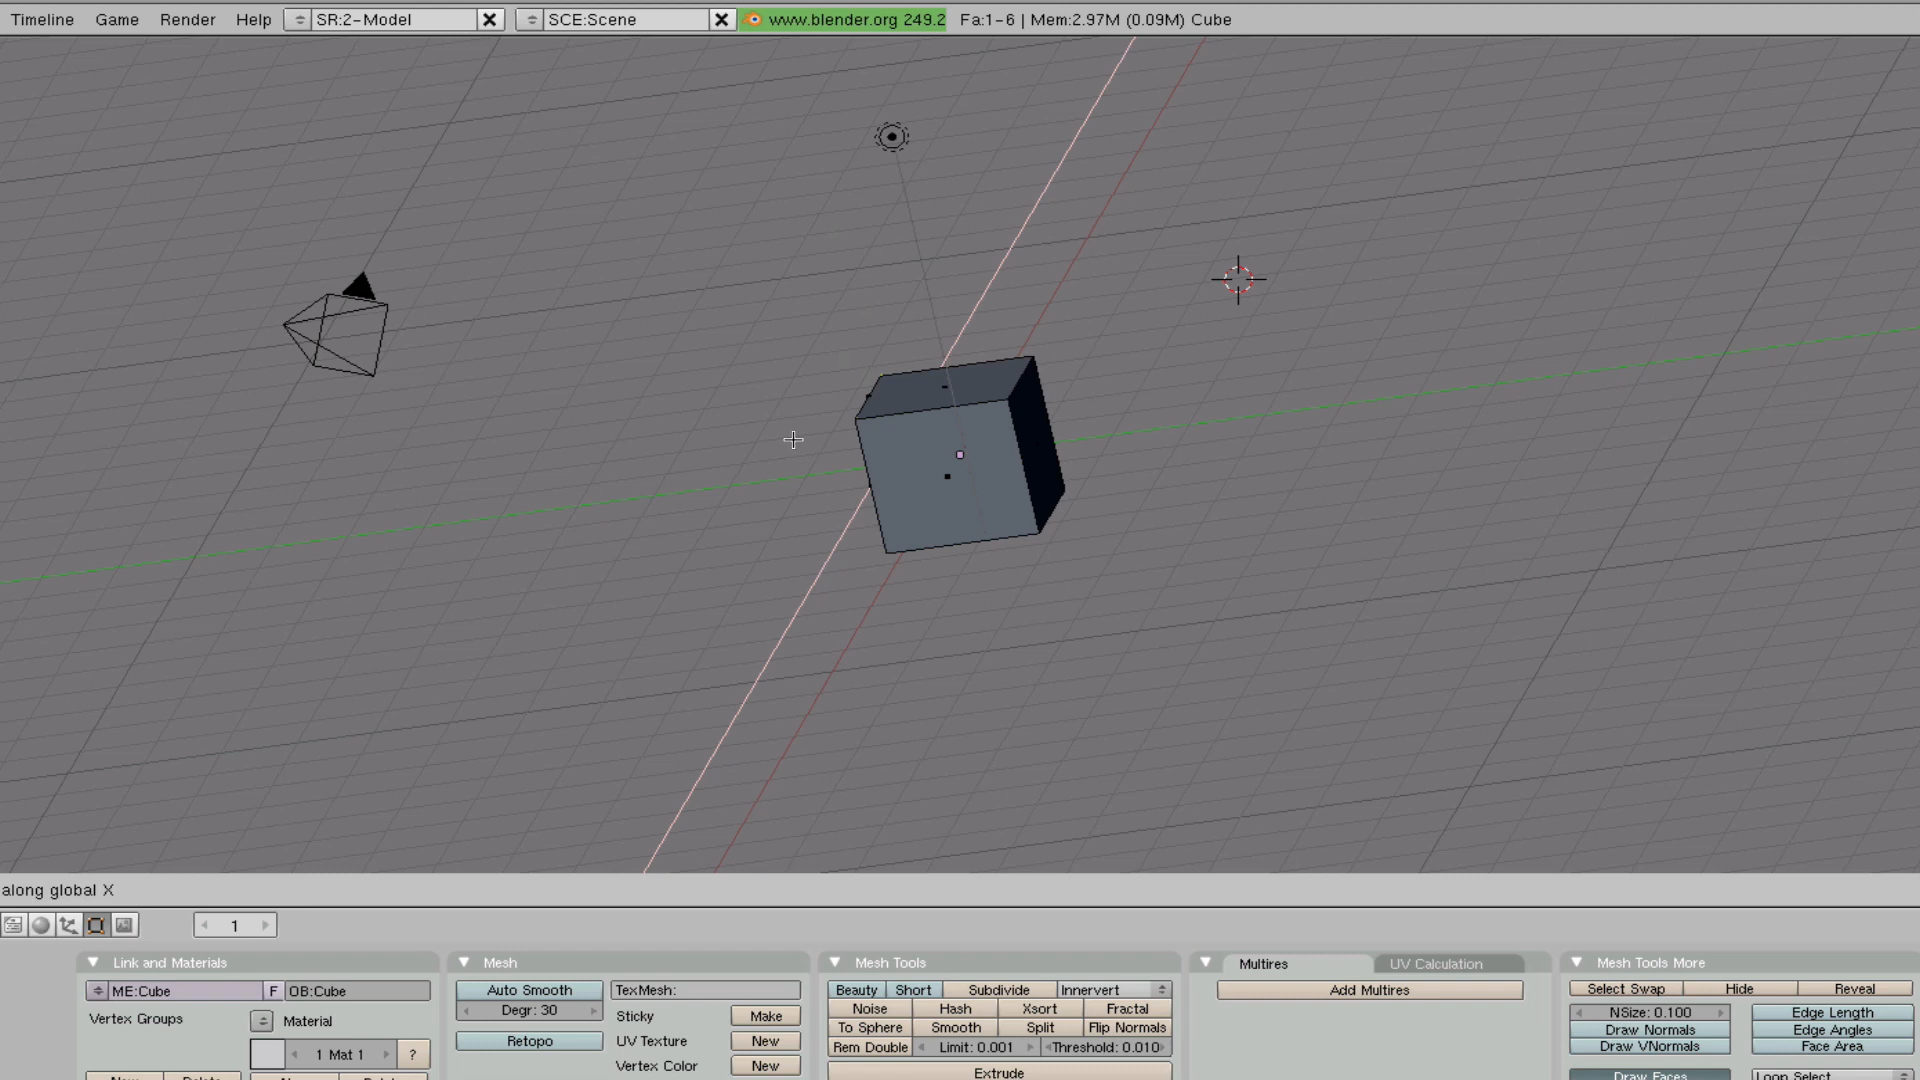 Timeline Game Render Help SR:2-Model SCE:Scene www.blender.org 249.2 Fa:1-6 | Mem:2.97M (0.09M) Cube
along global X
1
Link and Materials Mesh Mesh Tools Multires UV Calculation Mesh Tools More
ME:Cube F OB:Cube Auto Smooth TexMesh: Beauty Short Subdivide Innervert Add Multires Select Swap Hide Reveal
Vertex Groups Material Degr: 30 Sticky Make Noise Hash Xsort Fractal NSize: 0.100 Edge Length
To Sphere Smooth Split Flip Normals Draw Normals Edge Angles
1 Mat 1 ? Retopo UV Texture New Rem Double Limit: 0.001 Threshold: 0.010 Draw VNormals Face Area
Vertex Color New Extrude
Draw Faces Loop Select